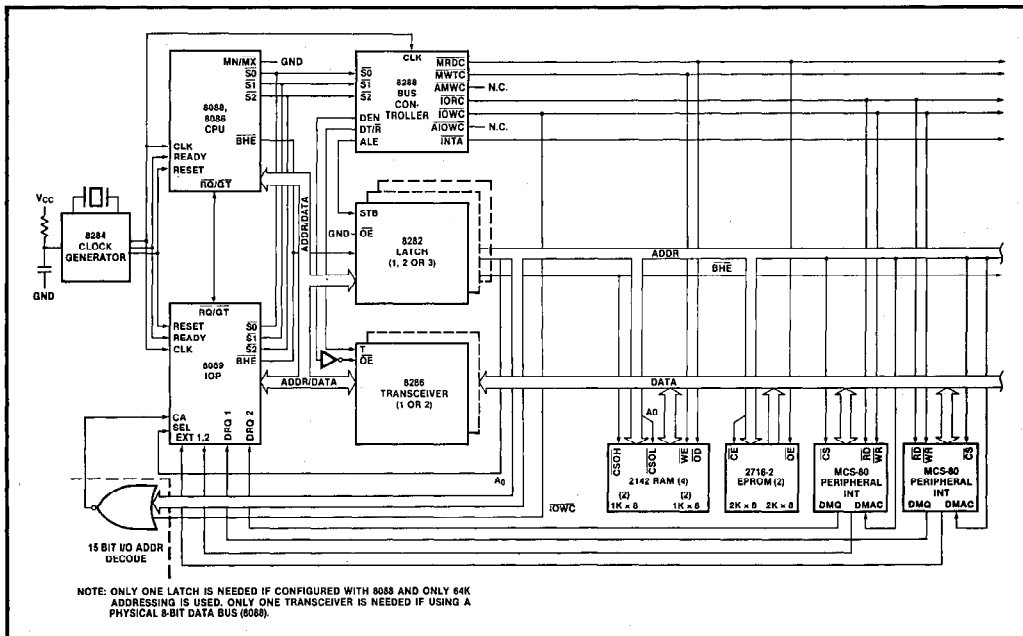 CLK
MN/MX
GND
S0
S1
S2
8088,
8086
CPU
BHE
CLK
READY
RESET
RQ/GT
S0
S1
S2
8288
BUS
CON-
TROLLER
DEN
DT/R
ALE
MRDC
MWTC
AMWC
N.C.
IORC
IOWC
AIOWC
N.C.
INTA
VCC
8284
CLOCK
GENERATOR
GND
ADDR/DATA
STB
GND
OE
8282
LATCH
(1, 2 OR 3)
ADDR
BHE
RQ/GT
RESET
READY
CLK
S0
S1
S2
BHE
8089
IOP
ADDR/DATA
T
OE
8286
TRANSCEIVER
(1 OR 2)
DATA
CA
SEL
EXT 1,2
DRQ 1
DRQ 2
A0
A0
CSOH
CSOL
WE
OD
2142 RAM (4)
(2)
(2)
1K × 8
1K × 8
CE
OE
2716-2
EPROM (2)
2K × 8
2K × 8
CS
RD
WR
MCS-80
PERIPHERAL
INT
DMQ
DMAC
RD
WR
CS
MCS-80
PERIPHERAL
INT
DMQ
DMAC
IOWC
15 BIT I/O ADDR
DECODE
NOTE: ONLY ONE LATCH IS NEEDED IF CONFIGURED WITH 8088 AND ONLY 64K
ADDRESSING IS USED. ONLY ONE TRANSCEIVER IS NEEDED IF USING A
PHYSICAL 8-BIT DATA BUS (8088).